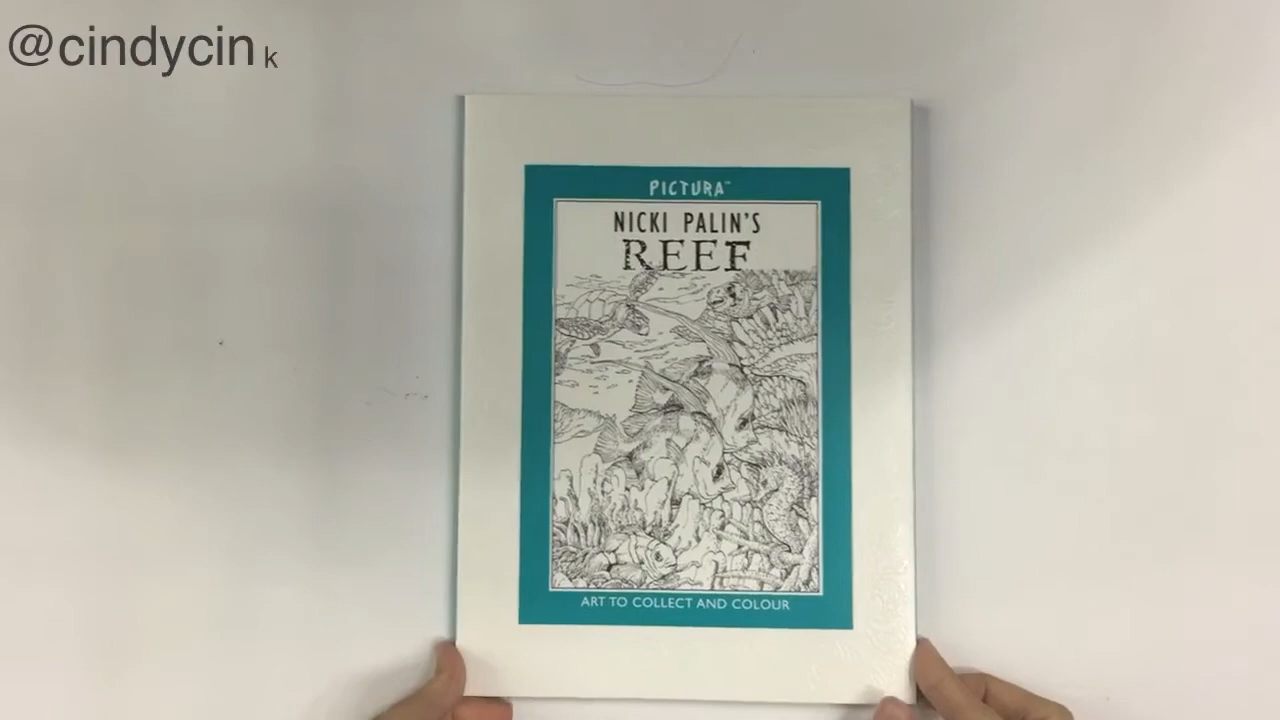 @cindycin k
PICTURA™
NICKI PALIN'S
REEF
ART TO COLLECT AND COLOUR